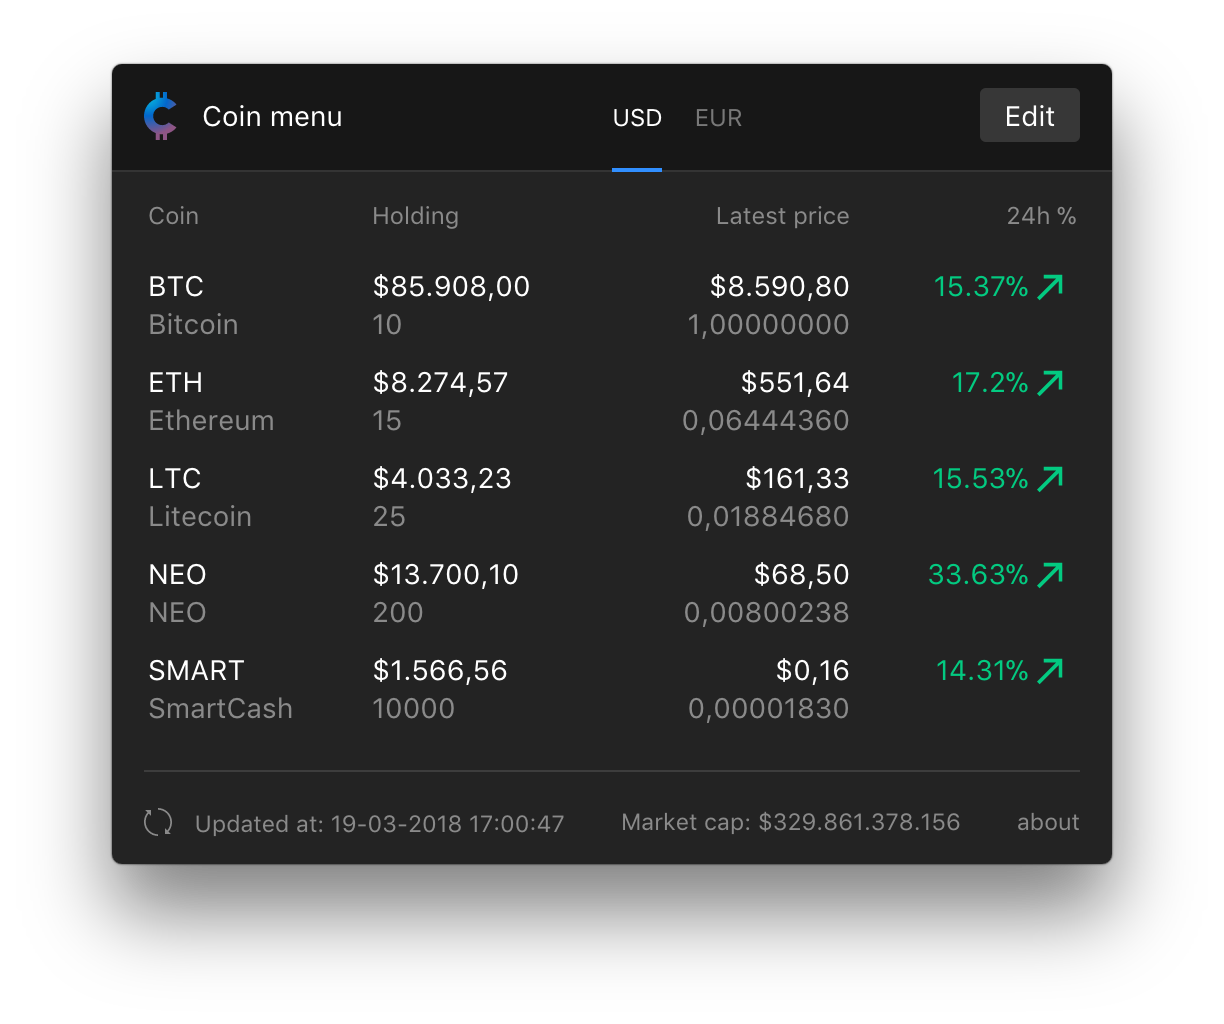 Coin menu USD EUR Edit
Coin Holding Latest price 24h %
BTC $85.908,00 $8.590,80 15.37%
Bitcoin 10 1,00000000
ETH $8.274,57 $551,64 17.2%
Ethereum 15 0,06444360
LTC $4.033,23 $161,33 15.53%
Litecoin 25 0,01884680
NEO $13.700,10 $68,50 33.63%
NEO 200 0,00800238
SMART $1.566,56 $0,16 14.31%
SmartCash 10000 0,00001830
Updated at: 19-03-2018 17:00:47 Market cap: $329.861.378.156 about